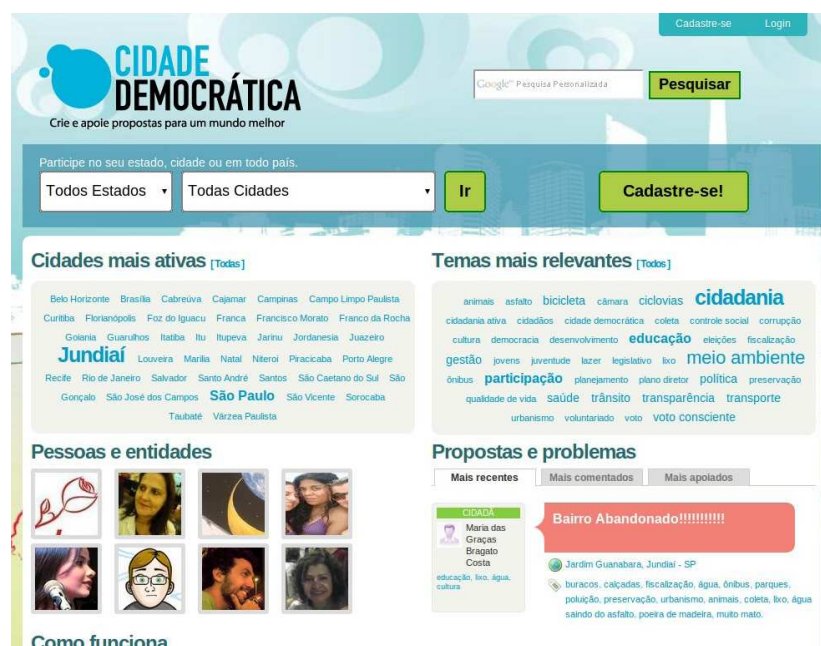 Cadastre-se Login
CIDADE
DEMOCRÁTICA
Crie e apoie propostas para um mundo melhor
Google™ Pesquisa Personalizada
Pesquisar
Participe no seu estado, cidade ou em todo país.
Todos Estados Todas Cidades Ir Cadastre-se!
Cidades mais ativas [Todas]
Belo Horizonte Brasília Cabreúva Cajamar Campinas Campo Limpo Paulista
Curitiba Florianópolis Foz do Iguacu Franca Francisco Morato Franco da Rocha
Goiania Guarulhos Itatiba Itu Itupeva Jarinu Jordanesia Juazeiro
Jundiaí Louveira Marilia Natal Niteroi Piracicaba Porto Alegre
Recife Rio de Janeiro Salvador Santo André Santos São Caetano do Sul São
Gonçalo São José dos Campos São Paulo São Vicente Sorocaba
Taubaté Várzea Paulista
Temas mais relevantes [Todos]
animais asfalto bicicleta câmara ciclovias cidadania
cidadania ativa cidadãos cidade democrática coleta controle social corrupção
cultura democracia desenvolvimento educação eleições fiscalização
gestão jovens juventude lazer legislativo lixo meio ambiente
ônibus participação planejamento plano diretor política preservação
qualidade de vida saúde trânsito transparência transporte
urbanismo voluntariado voto voto consciente
Pessoas e entidades
Propostas e problemas
Mais recentes Mais comentados Mais apoiados
CIDADÃ
Maria das
Graças
Bragato
Costa
educação, lixo, água,
cultura
Bairro Abandonado!!!!!!!!!!!
Jardim Guanabara, Jundiaí - SP
buracos, calçadas, fiscalização, água, ônibus, parques,
poluição, preservação, urbanismo, animais, coleta, lixo, água
saindo do asfalto, poeira de madeira, muito mato.
Como funciona